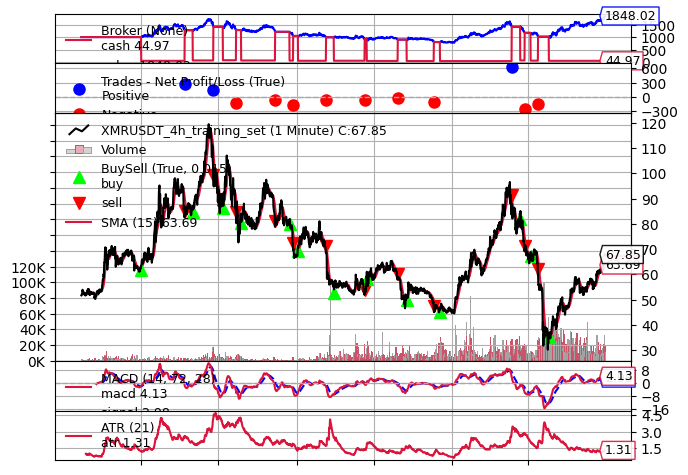 Broker (None)
cash 44.97
1848.02
1500
1000
500
0
44.97
Trades - Net Profit/Loss (True)
Positive
600
300
0
−300
XMRUSDT_4h_training_set (1 Minute) C:67.85
Volume
BuySell (True, 0.015)
buy
sell
SMA (15) 63.69
120
110
100
90
80
70
67.85
63.69
60
50
40
30
120K
100K
80K
60K
40K
20K
0K
MACD (14, 72, 18)
macd 4.13
8
4.13
0
−8
−16
ATR (21)
atr 1.31
4.5
3.0
1.5
1.31